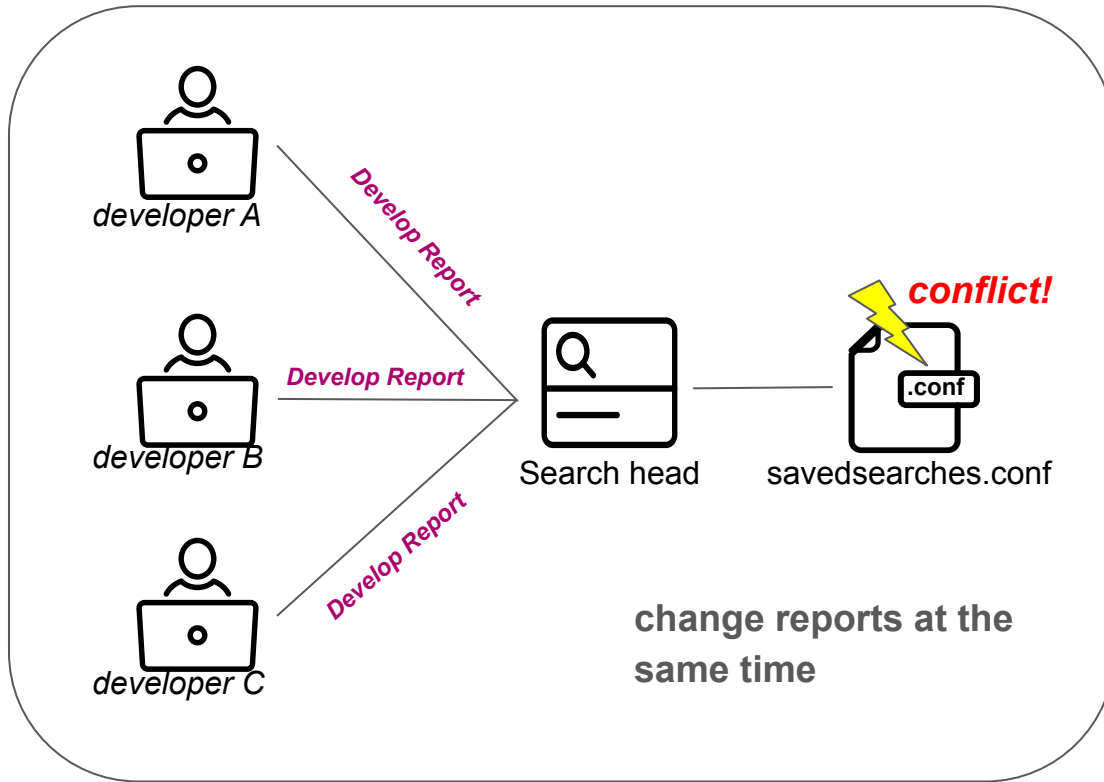 developer A
Develop Report
conflict!
developer B
Develop Report
.conf
Search head
savedsearches.conf
developer C
Develop Report
change reports at the
same time